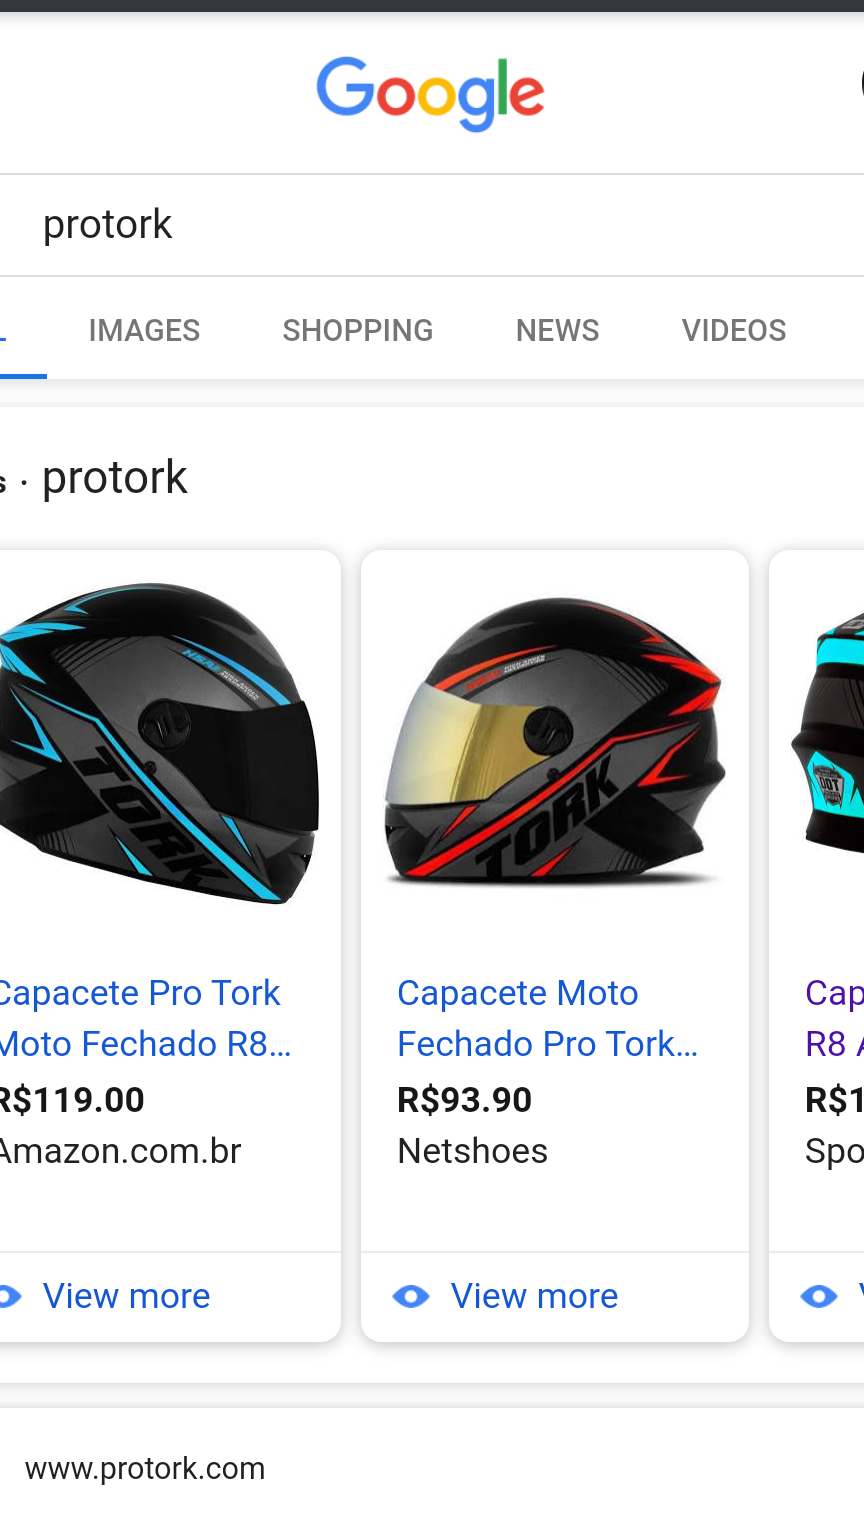 Google
protork
IMAGES SHOPPING NEWS VIDEOS
s · protork
TORK
TORK
DOT
Capacete Pro Tork
Moto Fechado R8...
R$119.00
Amazon.com.br
Capacete Moto
Fechado Pro Tork...
R$93.90
Netshoes
Cap
R8
R$1
Spo
View more
View more
www.protork.com